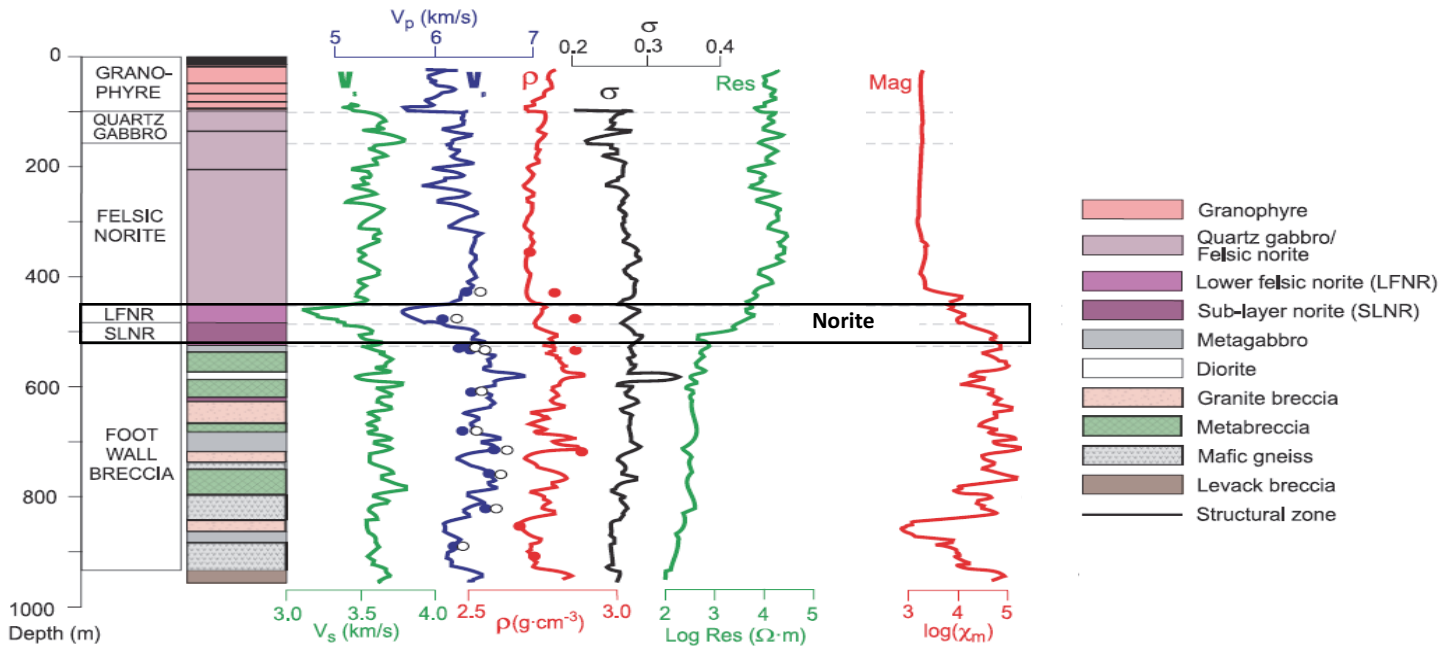 V_p (km/s)
5 6 7
σ
0.2 0.3 0.4
0
GRANO-
PHYRE
QUARTZ
GABBRO
200
FELSIC
NORITE
400
LFNR
SLNR
600
FOOT
WALL
BRECCIA
800
1000
Depth (m)
V
V
ρ
σ
Res
Mag
Norite
3.0 3.5 4.0
V_s (km/s)
2.5 3.0
ρ(g·cm⁻³)
2 3 4 5
Log Res (Ω·m)
3 4 5
log(χ_m)
Granophyre
Quartz gabbro/
Felsic norite
Lower felsic norite (LFNR)
Sub-layer norite (SLNR)
Metagabbro
Diorite
Granite breccia
Metabreccia
Mafic gneiss
Levack breccia
Structural zone